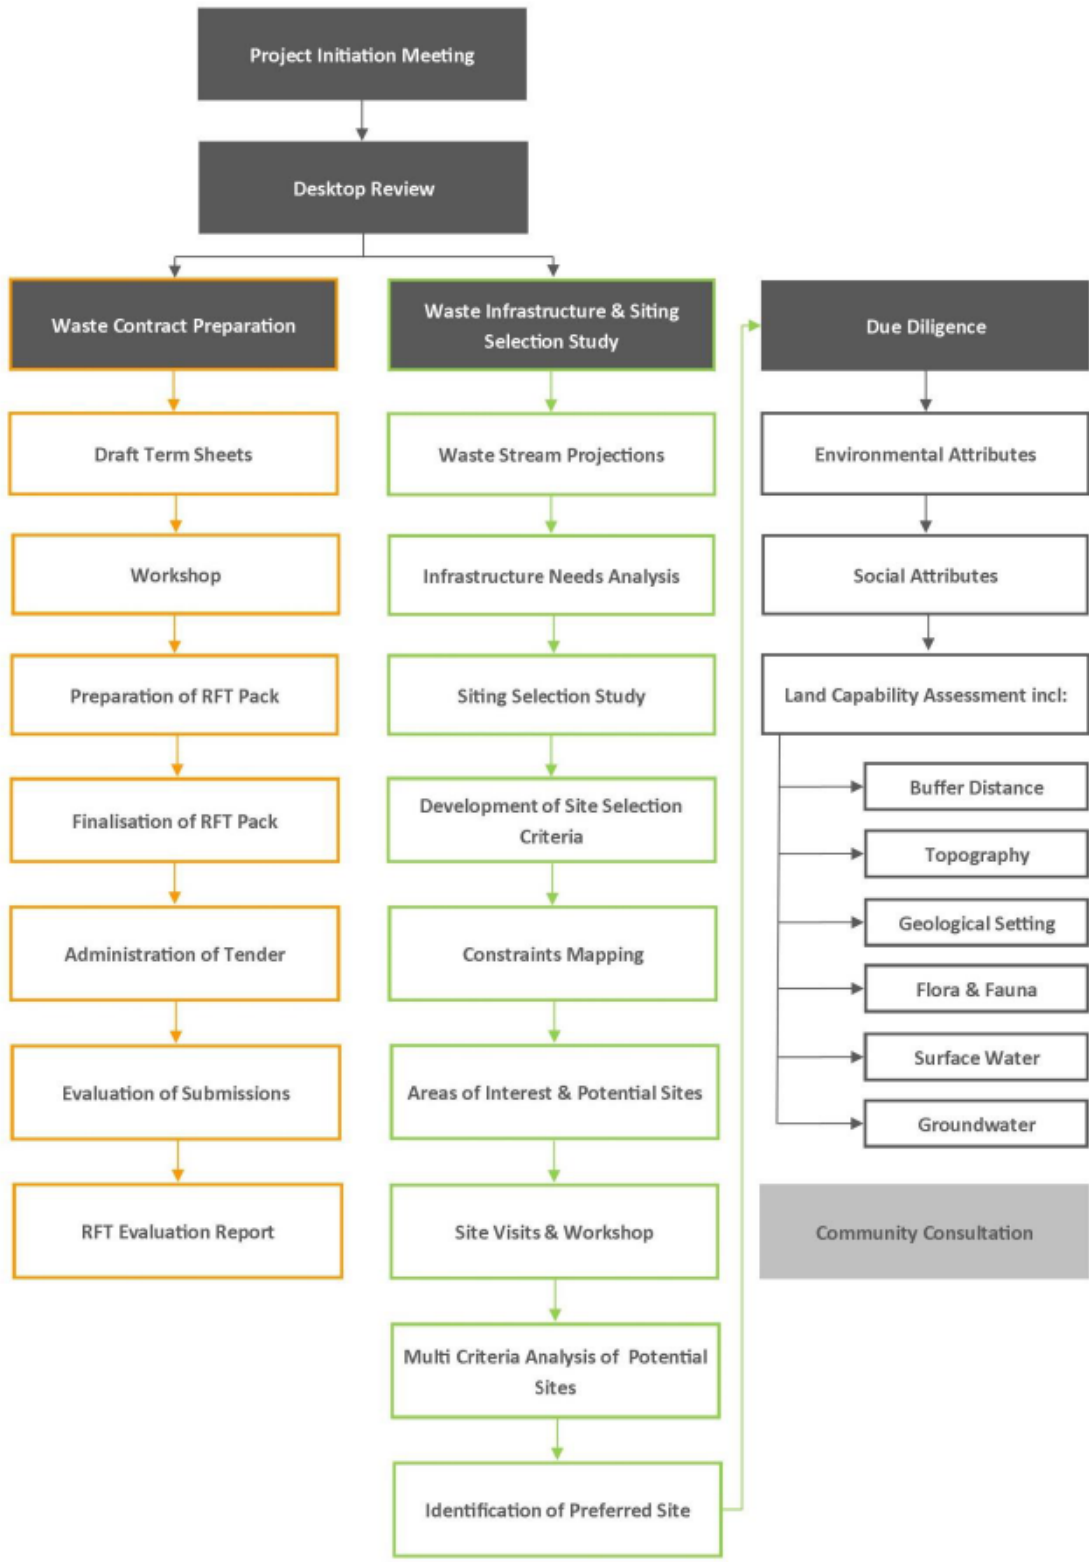 Project Initiation Meeting
Desktop Review
Waste Contract Preparation
Draft Term Sheets
Workshop
Preparation of RFT Pack
Finalisation of RFT Pack
Administration of Tender
Evaluation of Submissions
RFT Evaluation Report
Waste Infrastructure & Siting
Selection Study
Waste Stream Projections
Infrastructure Needs Analysis
Siting Selection Study
Development of Site Selection
Criteria
Constraints Mapping
Areas of Interest & Potential Sites
Site Visits & Workshop
Multi Criteria Analysis of Potential
Sites
Identification of Preferred Site
Due Diligence
Environmental Attributes
Social Attributes
Land Capability Assessment incl:
Buffer Distance
Topography
Geological Setting
Flora & Fauna
Surface Water
Groundwater
Community Consultation